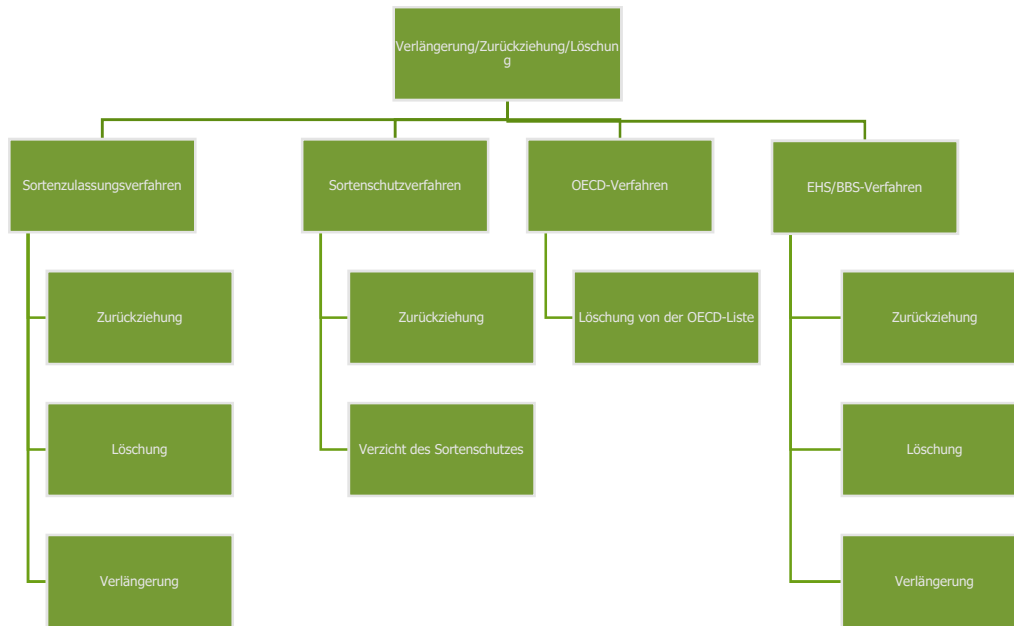 Verlängerung/Zurückziehung/Löschun
g
Sortenzulassungsverfahren
Sortenschutzverfahren
OECD-Verfahren
EHS/BBS-Verfahren
Zurückziehung
Zurückziehung
Löschung von der OECD-Liste
Zurückziehung
Löschung
Verzicht des Sortenschutzes
Löschung
Verlängerung
Verlängerung